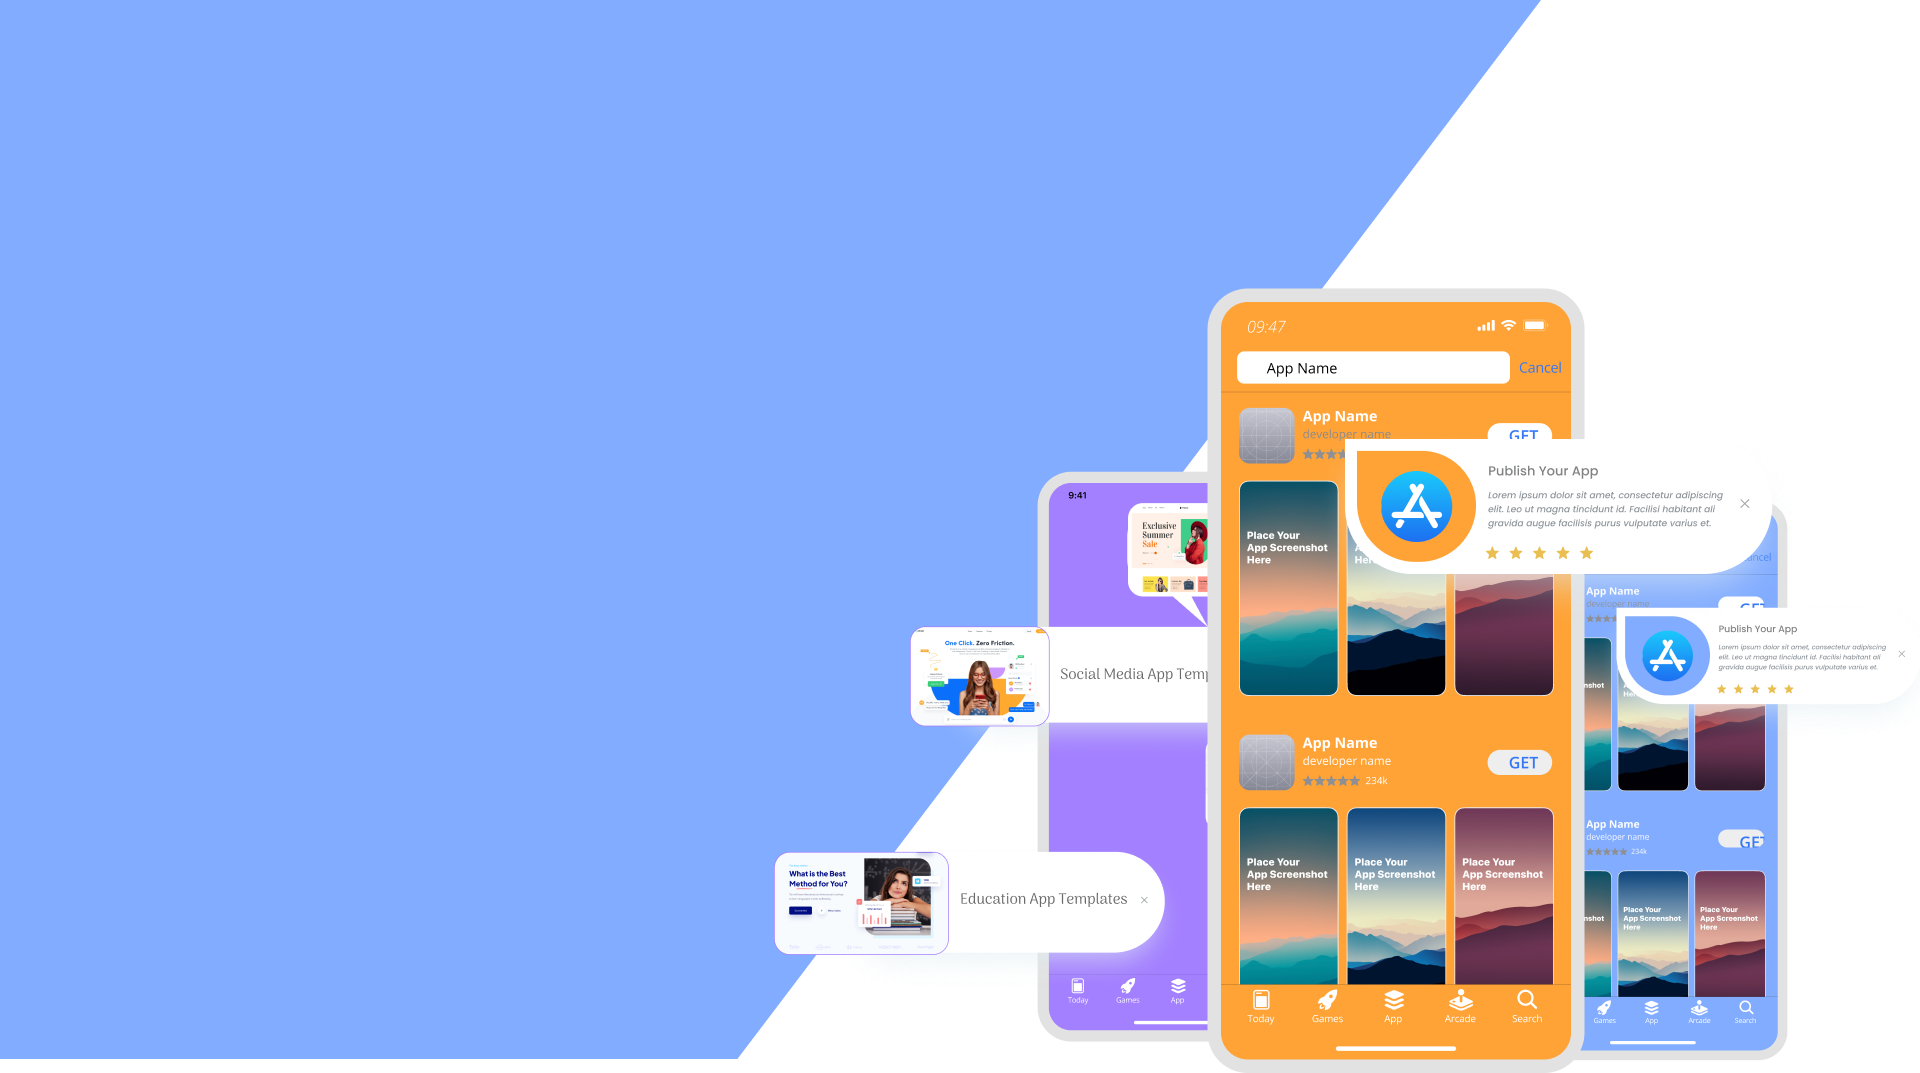 09:47
App Name
Cancel
App Name
developer name
GET
Publish Your App
Lorem ipsum dolor sit amet, consectetur adipiscing
elit. Leo ut magna tincidunt id. Facilisi habitant ali
gravida augue facilisis purus vulputate varius et.
Place Your
App Screenshot
Here
App Name
developer name
234k
GET
Place Your
App Screenshot
Here
Place Your
App Screenshot
Here
Place Your
App Screenshot
Here
Today
Games
App
Arcade
Search
9:41
Exclusive
Summer
Sale
One Click. Zero Friction.
Social Media App Temp
What is the Best
Method for You?
Education App Templates
Today
Games
App
ncel
App Name
developer name
GET
Publish Your App
Lorem ipsum dolor sit amet, consectetur adipiscing
elit. Leo ut magna tincidunt id. Facilisi habitant ali
gravida augue facilisis purus vulputate varius et.
nshot
App Name
developer name
234k
GET
nshot
Place Your
App Screenshot
Here
Place Your
App Screenshot
Here
Games
App
Arcade
Search